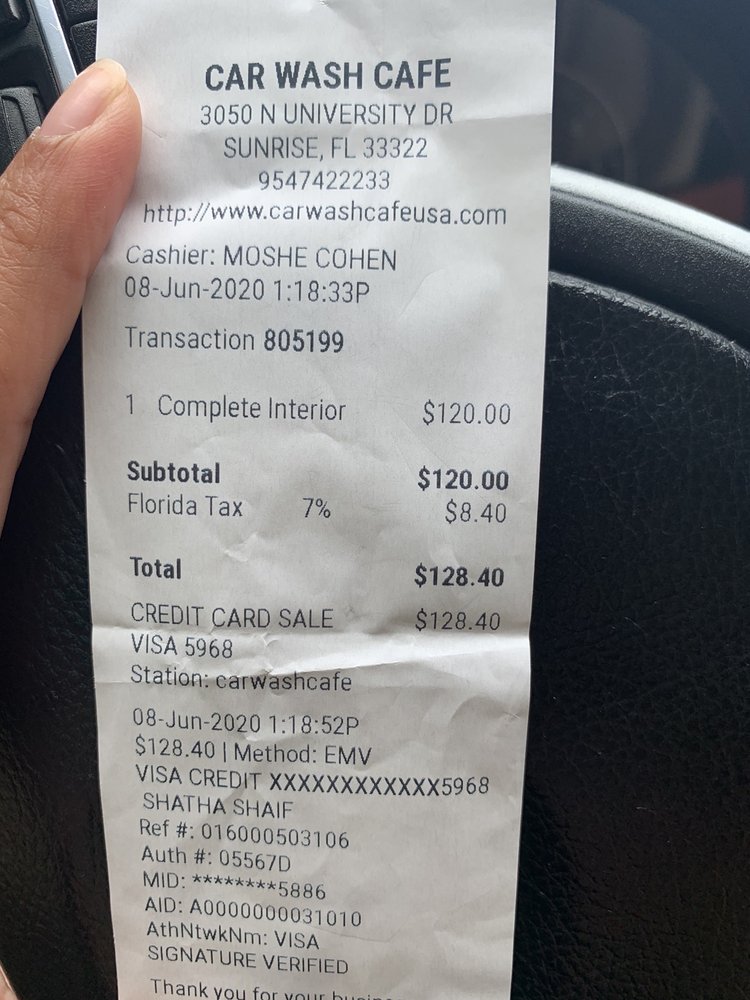 CAR WASH CAFE
3050 N UNIVERSITY DR
SUNRISE, FL 33322
9547422233
http://www.carwashcafeusa.com
Cashier: MOSHE COHEN
08-Jun-2020 1:18:33P
Transaction 805199
1 Complete Interior $120.00
Subtotal $120.00
Florida Tax 7% $8.40
Total $128.40
CREDIT CARD SALE $128.40
VISA 5968
Station: carwashcafe
08-Jun-2020 1:18:52P
$128.40 | Method: EMV
VISA CREDIT XXXXXXXXXXXX5968
SHATHA SHAIF
Ref #: 016000503106
Auth #: 05567D
MID: ********5886
AID: A0000000031010
AthNtwkNm: VISA
SIGNATURE VERIFIED
Thank you for your